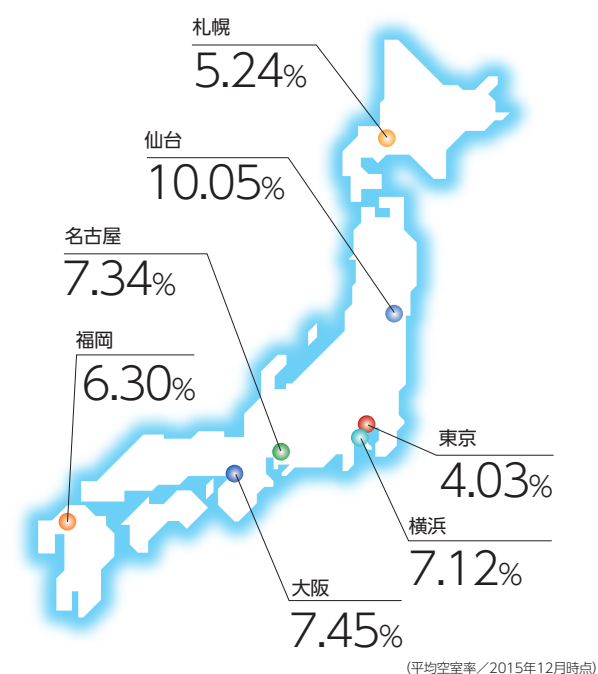 札幌
5.24%
仙台
10.05%
名古屋
7.34%
福岡
6.30%
東京
4.03%
横浜
7.12%
大阪
7.45%
(平均空室率／2015年12月時点)